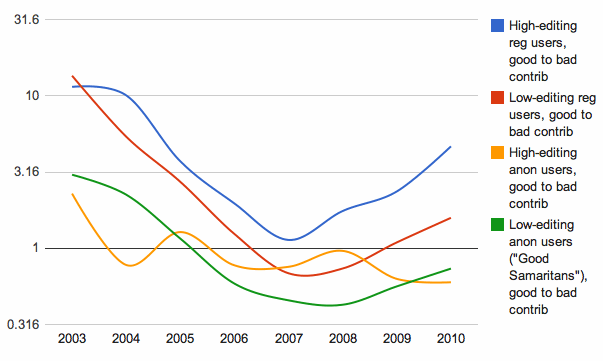 31.6
10
3.16
1
0.316
2003 2004 2005 2006 2007 2008 2009 2010
High-editing
reg users,
good to bad
contrib
Low-editing reg
users, good to
bad contrib
High-editing
anon users,
good to bad
contrib
Low-editing
anon users
("Good
Samaritans"),
good to bad
contrib